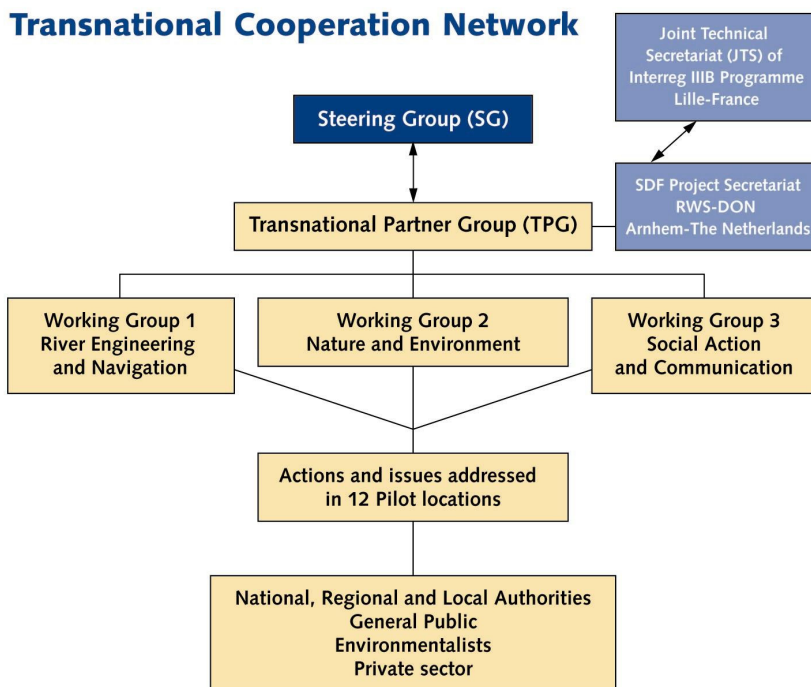 Transnational Cooperation Network
Joint Technical
Secretariat (JTS) of
Interreg IIIB Programme
Lille-France
Steering Group (SG)
SDF Project Secretariat
RWS-DON
Arnhem-The Netherlands
Transnational Partner Group (TPG)
Working Group 1
River Engineering
and Navigation
Working Group 2
Nature and Environment
Working Group 3
Social Action
and Communication
Actions and issues addressed
in 12 Pilot locations
National, Regional and Local Authorities
General Public
Environmentalists
Private sector